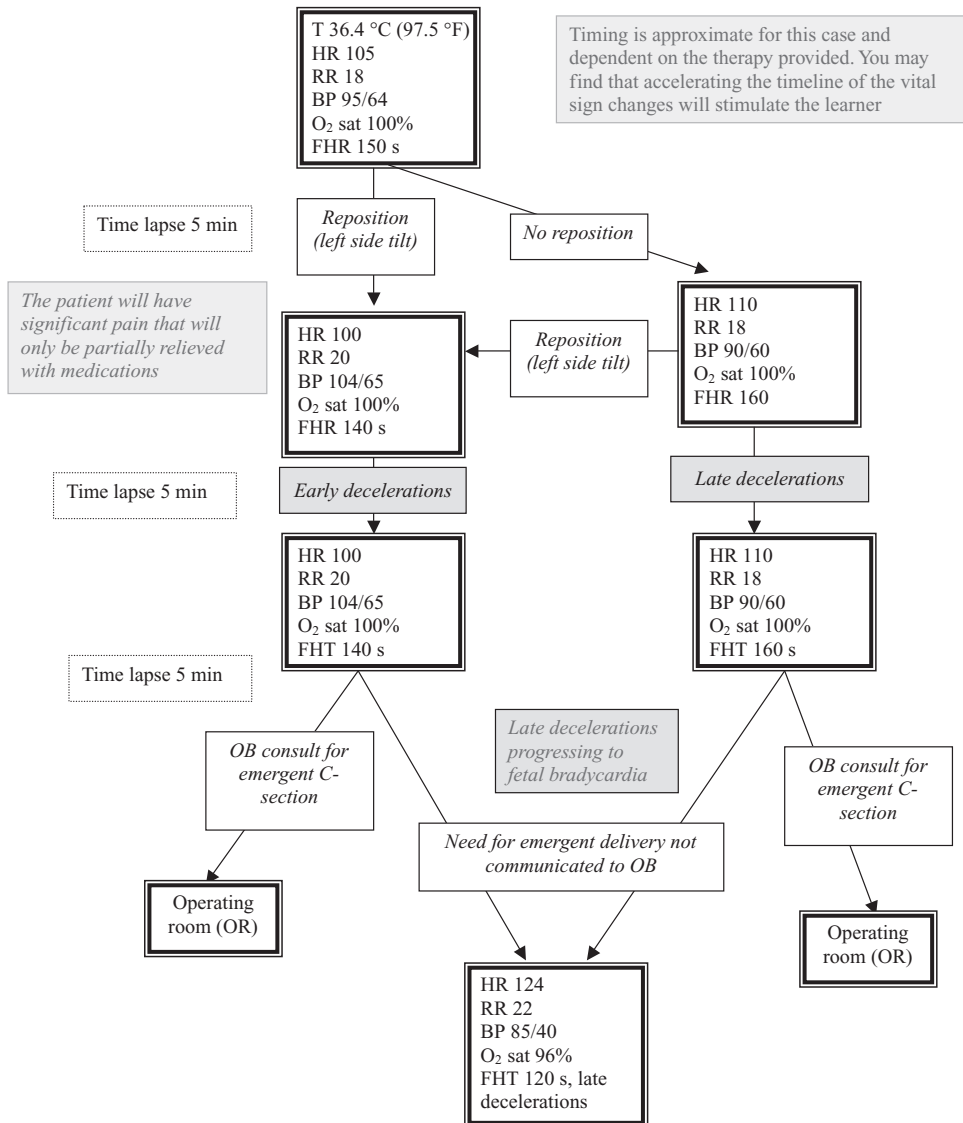 T 36.4 °C (97.5 °F)
HR 105
RR 18
BP 95/64
O₂ sat 100%
FHR 150 s
Timing is approximate for this case and
dependent on the therapy provided. You may
find that accelerating the timeline of the vital
sign changes will stimulate the learner
Time lapse 5 min
Reposition
(left side tilt)
No reposition
The patient will have
significant pain that will
only be partially relieved
with medications
HR 100
RR 20
BP 104/65
O₂ sat 100%
FHR 140 s
Reposition
(left side tilt)
HR 110
RR 18
BP 90/60
O₂ sat 100%
FHR 160
Time lapse 5 min
Early decelerations
Late decelerations
HR 100
RR 20
BP 104/65
O₂ sat 100%
FHT 140 s
HR 110
RR 18
BP 90/60
O₂ sat 100%
FHT 160 s
Time lapse 5 min
OB consult for
emergent C-
section
Late decelerations
progressing to
fetal bradycardia
OB consult for
emergent C-
section
Need for emergent delivery not
communicated to OB
Operating
room (OR)
Operating
room (OR)
HR 124
RR 22
BP 85/40
O₂ sat 96%
FHT 120 s, late
decelerations